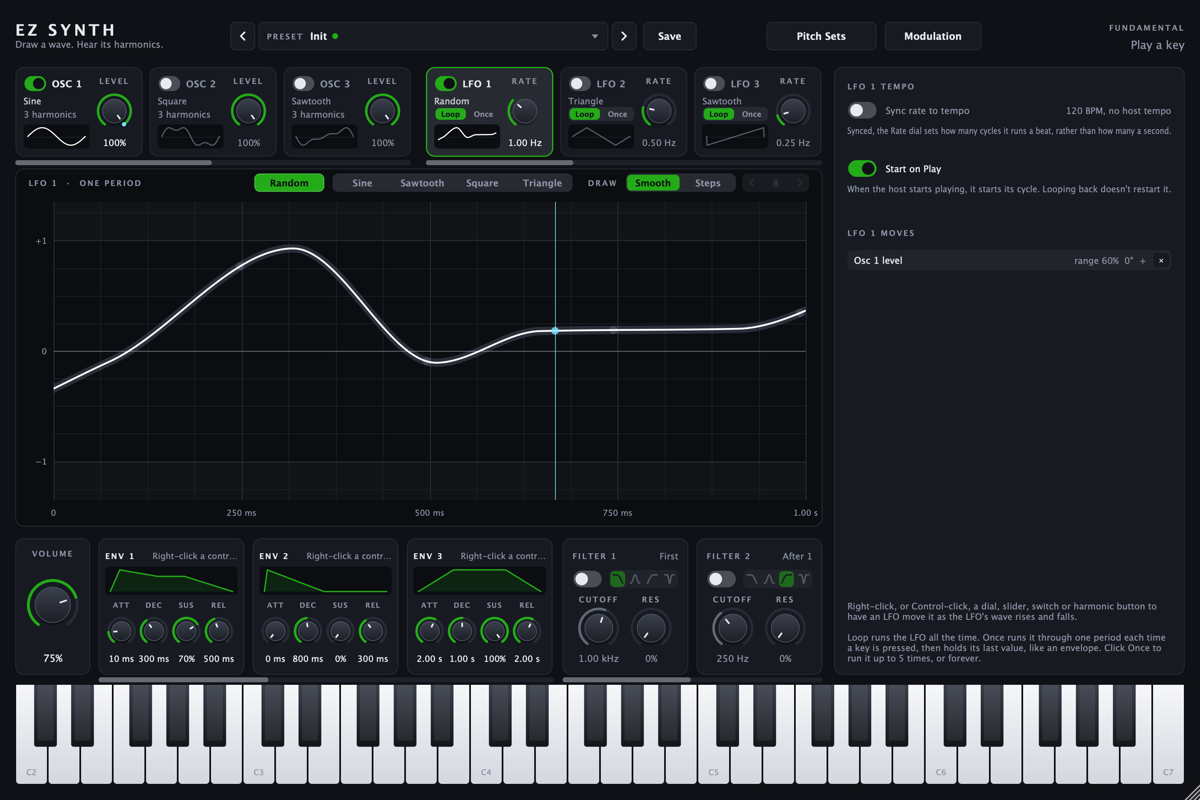 EZ SYNTH
Draw a wave. Hear its harmonics.
PRESET Init
Save
Pitch Sets
Modulation
FUNDAMENTAL
Play a key
OSC 1 LEVEL
Sine
3 harmonics
100%
OSC 2 LEVEL
Square
3 harmonics
100%
OSC 3 LEVEL
Sawtooth
3 harmonics
100%
LFO 1 RATE
Random
Loop Once
1.00 Hz
LFO 2 RATE
Triangle
Loop Once
0.50 Hz
LFO 3 RATE
Sawtooth
Loop Once
0.25 Hz
LFO 1 · ONE PERIOD
Random
Sine Sawtooth Square Triangle
DRAW Smooth Steps
8
+1
0
−1
0 250 ms 500 ms 750 ms 1.00 s
LFO 1 TEMPO
Sync rate to tempo 120 BPM, no host tempo
Synced, the Rate dial sets how many cycles it runs a beat, rather than how many a second.
Start on Play
When the host starts playing, it starts its cycle. Looping back doesn't restart it.
LFO 1 MOVES
Osc 1 level range 60% 0° + ×
Right-click, or Control-click, a dial, slider, switch or harmonic button to
have an LFO move it as the LFO's wave rises and falls.
Loop runs the LFO all the time. Once runs it through one period each time
a key is pressed, then holds its last value, like an envelope. Click Once to
run it up to 5 times, or forever.
VOLUME
75%
ENV 1 Right-click a contr...
ATT DEC SUS REL
10 ms 300 ms 70% 500 ms
ENV 2 Right-click a contr...
ATT DEC SUS REL
0 ms 800 ms 0% 300 ms
ENV 3 Right-click a contr...
ATT DEC SUS REL
2.00 s 1.00 s 100% 2.00 s
FILTER 1 First
CUTOFF RES
1.00 kHz 0%
FILTER 2 After 1
CUTOFF RES
250 Hz 0%
C2 C3 C4 C5 C6 C7